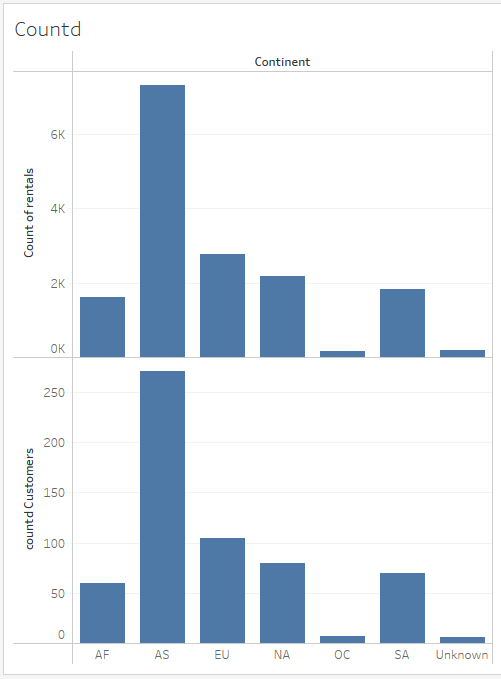 Countd
Continent
Count of rentals
6K
4K
2K
0K
countd Customers
250
200
150
100
50
0
AF AS EU NA OC SA Unknown